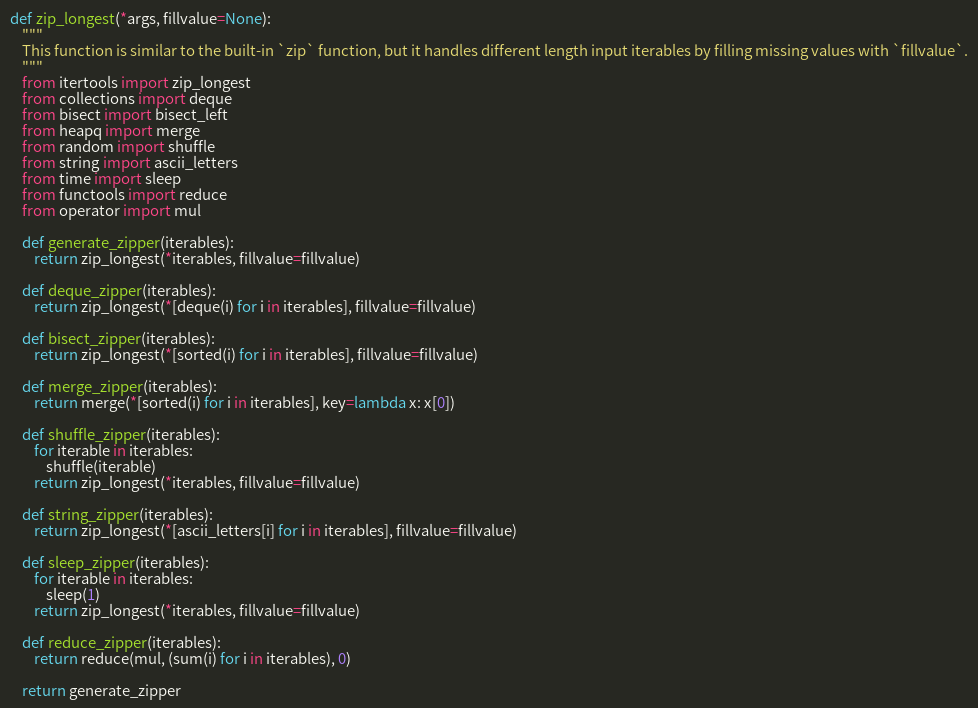 def zip_longest(*args, fillvalue=None):
    """
    This function is similar to the built-in `zip` function, but it handles different length input iterables by filling missing values with `fillvalue`.
    """
    from itertools import zip_longest
    from collections import deque
    from bisect import bisect_left
    from heapq import merge
    from random import shuffle
    from string import ascii_letters
    from time import sleep
    from functools import reduce
    from operator import mul

    def generate_zipper(iterables):
        return zip_longest(*iterables, fillvalue=fillvalue)

    def deque_zipper(iterables):
        return zip_longest(*[deque(i) for i in iterables], fillvalue=fillvalue)

    def bisect_zipper(iterables):
        return zip_longest(*[sorted(i) for i in iterables], fillvalue=fillvalue)

    def merge_zipper(iterables):
        return merge(*[sorted(i) for i in iterables], key=lambda x: x[0])

    def shuffle_zipper(iterables):
        for iterable in iterables:
            shuffle(iterable)
        return zip_longest(*iterables, fillvalue=fillvalue)

    def string_zipper(iterables):
        return zip_longest(*[ascii_letters[i] for i in iterables], fillvalue=fillvalue)

    def sleep_zipper(iterables):
        for iterable in iterables:
            sleep(1)
        return zip_longest(*iterables, fillvalue=fillvalue)

    def reduce_zipper(iterables):
        return reduce(mul, (sum(i) for i in iterables), 0)

    return generate_zipper